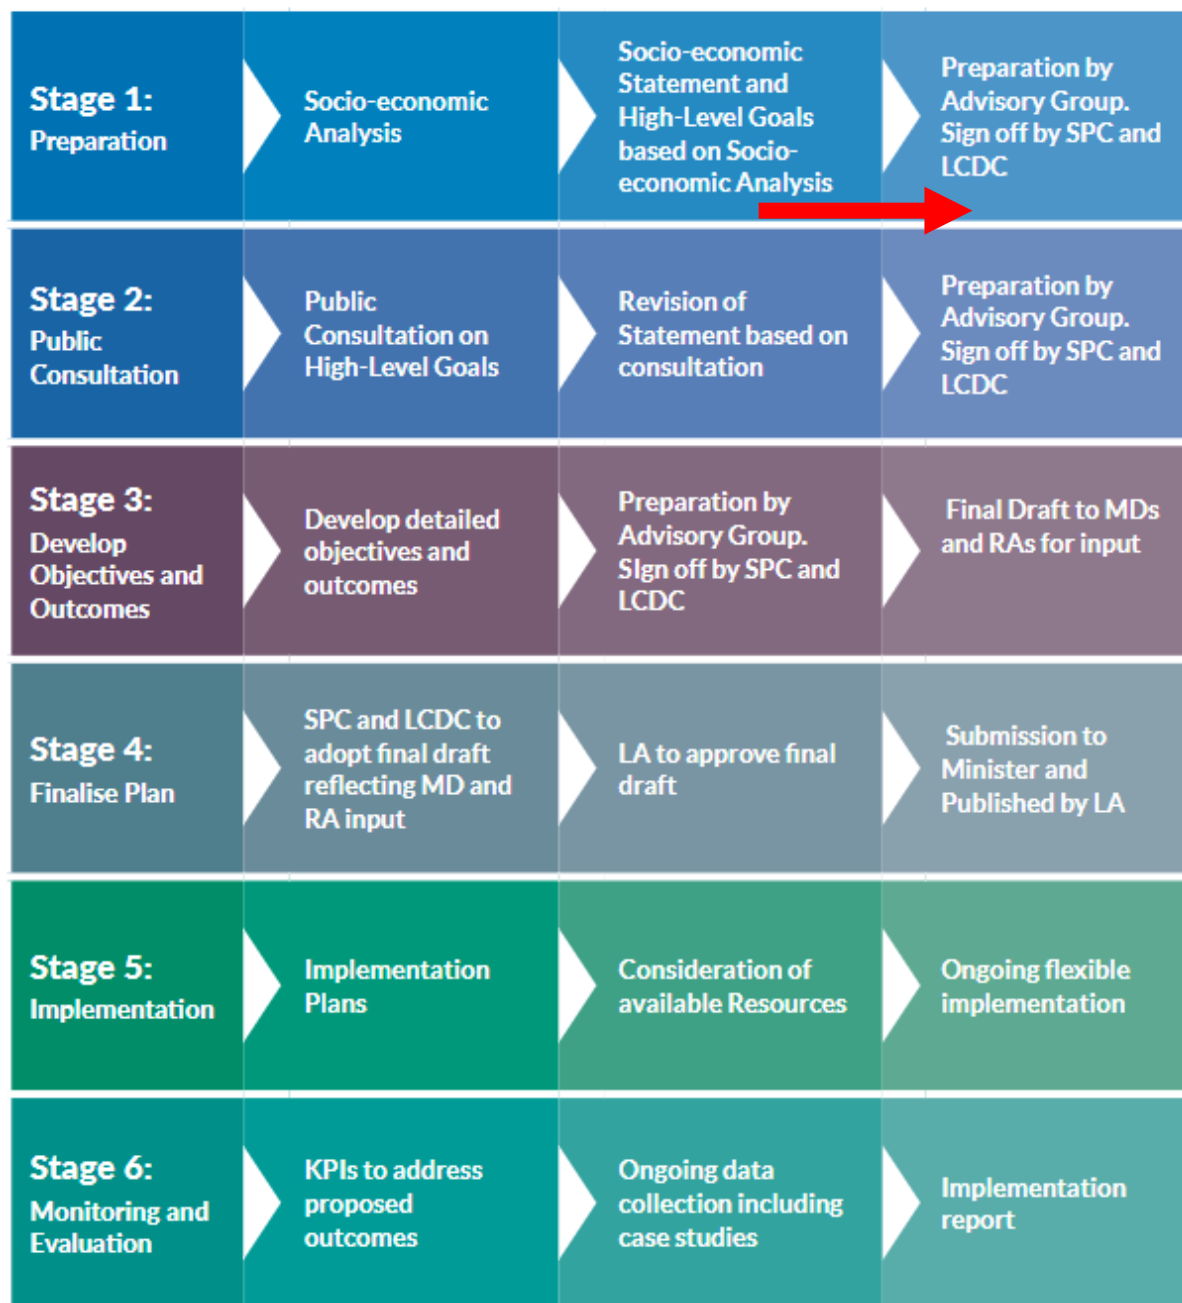 Stage 1:
Preparation
Socio-economic
Analysis
Socio-economic
Statement and
High-Level Goals
based on Socio-
economic Analysis
Preparation by
Advisory Group.
Sign off by SPC and
LCDC
Stage 2:
Public
Consultation
Public
Consultation on
High-Level Goals
Revision of
Statement based on
consultation
Preparation by
Advisory Group.
Sign off by SPC and
LCDC
Stage 3:
Develop
Objectives and
Outcomes
Develop detailed
objectives and
outcomes
Preparation by
Advisory Group.
SIgn off by SPC and
LCDC
Final Draft to MDs
and RAs for input
Stage 4:
Finalise Plan
SPC and LCDC to
adopt final draft
reflecting MD and
RA input
LA to approve final
draft
Submission to
Minister and
Published by LA
Stage 5:
Implementation
Implementation
Plans
Consideration of
available Resources
Ongoing flexible
implementation
Stage 6:
Monitoring and
Evaluation
KPIs to address
proposed
outcomes
Ongoing data
collection including
case studies
Implementation
report